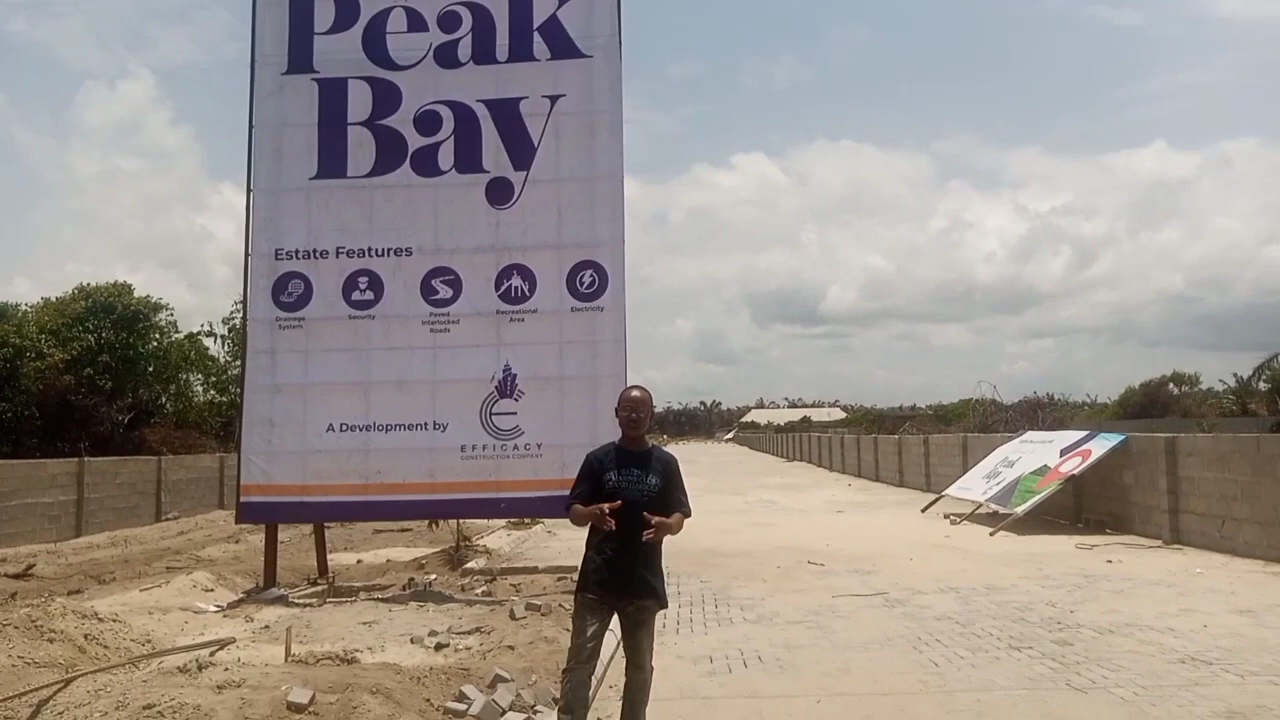 Peak
Bay
Estate Features
Drainage
System
Security
Paved
Interlocked
Roads
Recreational
Area
Electricity
A Development by
EFFICACY
CONSTRUCTION COMPANY